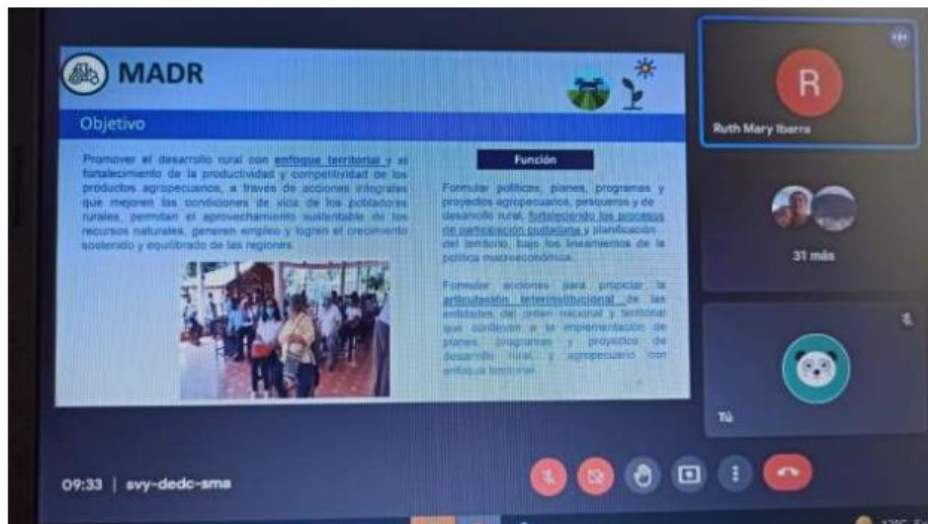 MADR
Objetivo
Promover el desarrollo rural con enfoque territorial y el
fortalecimiento de la productividad y competitividad de los
productos agropecuarios, a través de acciones integrales
que mejoren las condiciones de vida de los pobladores
rurales, permitan el aprovechamiento sustentable de los
recursos naturales, generen empleo y logren el crecimiento
sostenido y equilibrado de las regiones.
Función
Formular políticas, planes, programas y
proyectos agropecuarios, pesqueros y de
desarrollo rural, fortaleciendo los procesos
de participación ciudadana y planificación
del territorio, bajo los lineamientos de la
política macroeconómica.
Formular acciones para propiciar la
articulación interinstitucional de las
entidades del orden nacional y territorial
que conlleven a la implementación de
planes, programas y proyectos de
desarrollo rural, y agropecuario con
enfoque territorial.
R
Ruth Mary Ibarra
31 más
Tú
09:33 | svy-dedc-sma